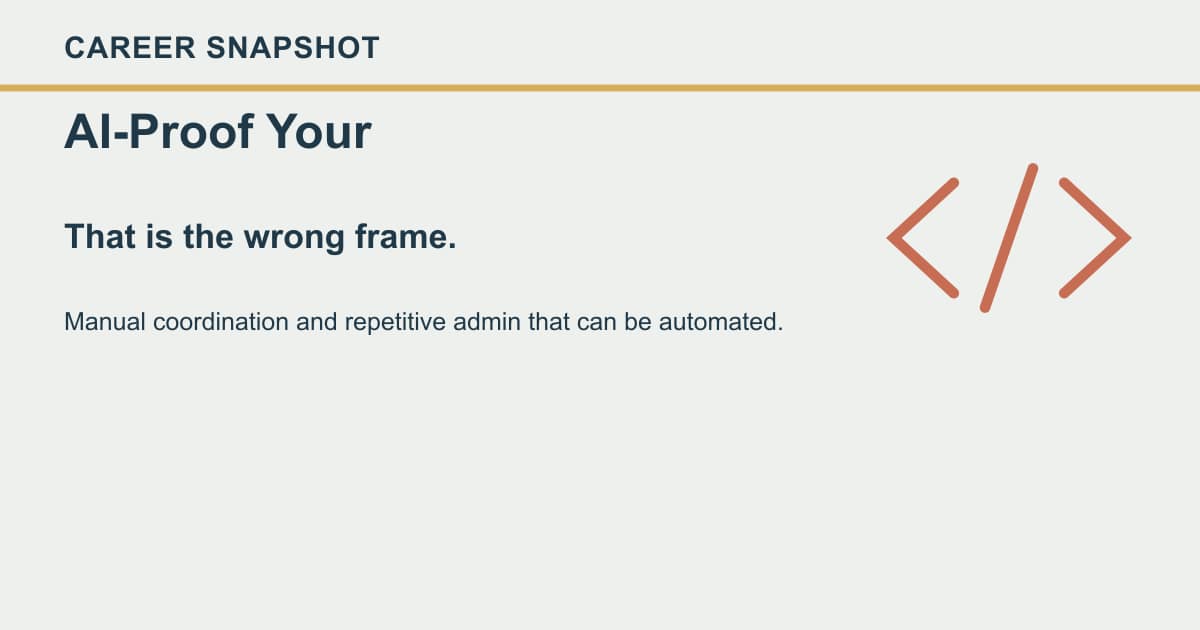 CAREER SNAPSHOT
AI-Proof Your
That is the wrong frame.
Manual coordination and repetitive admin that can be automated.